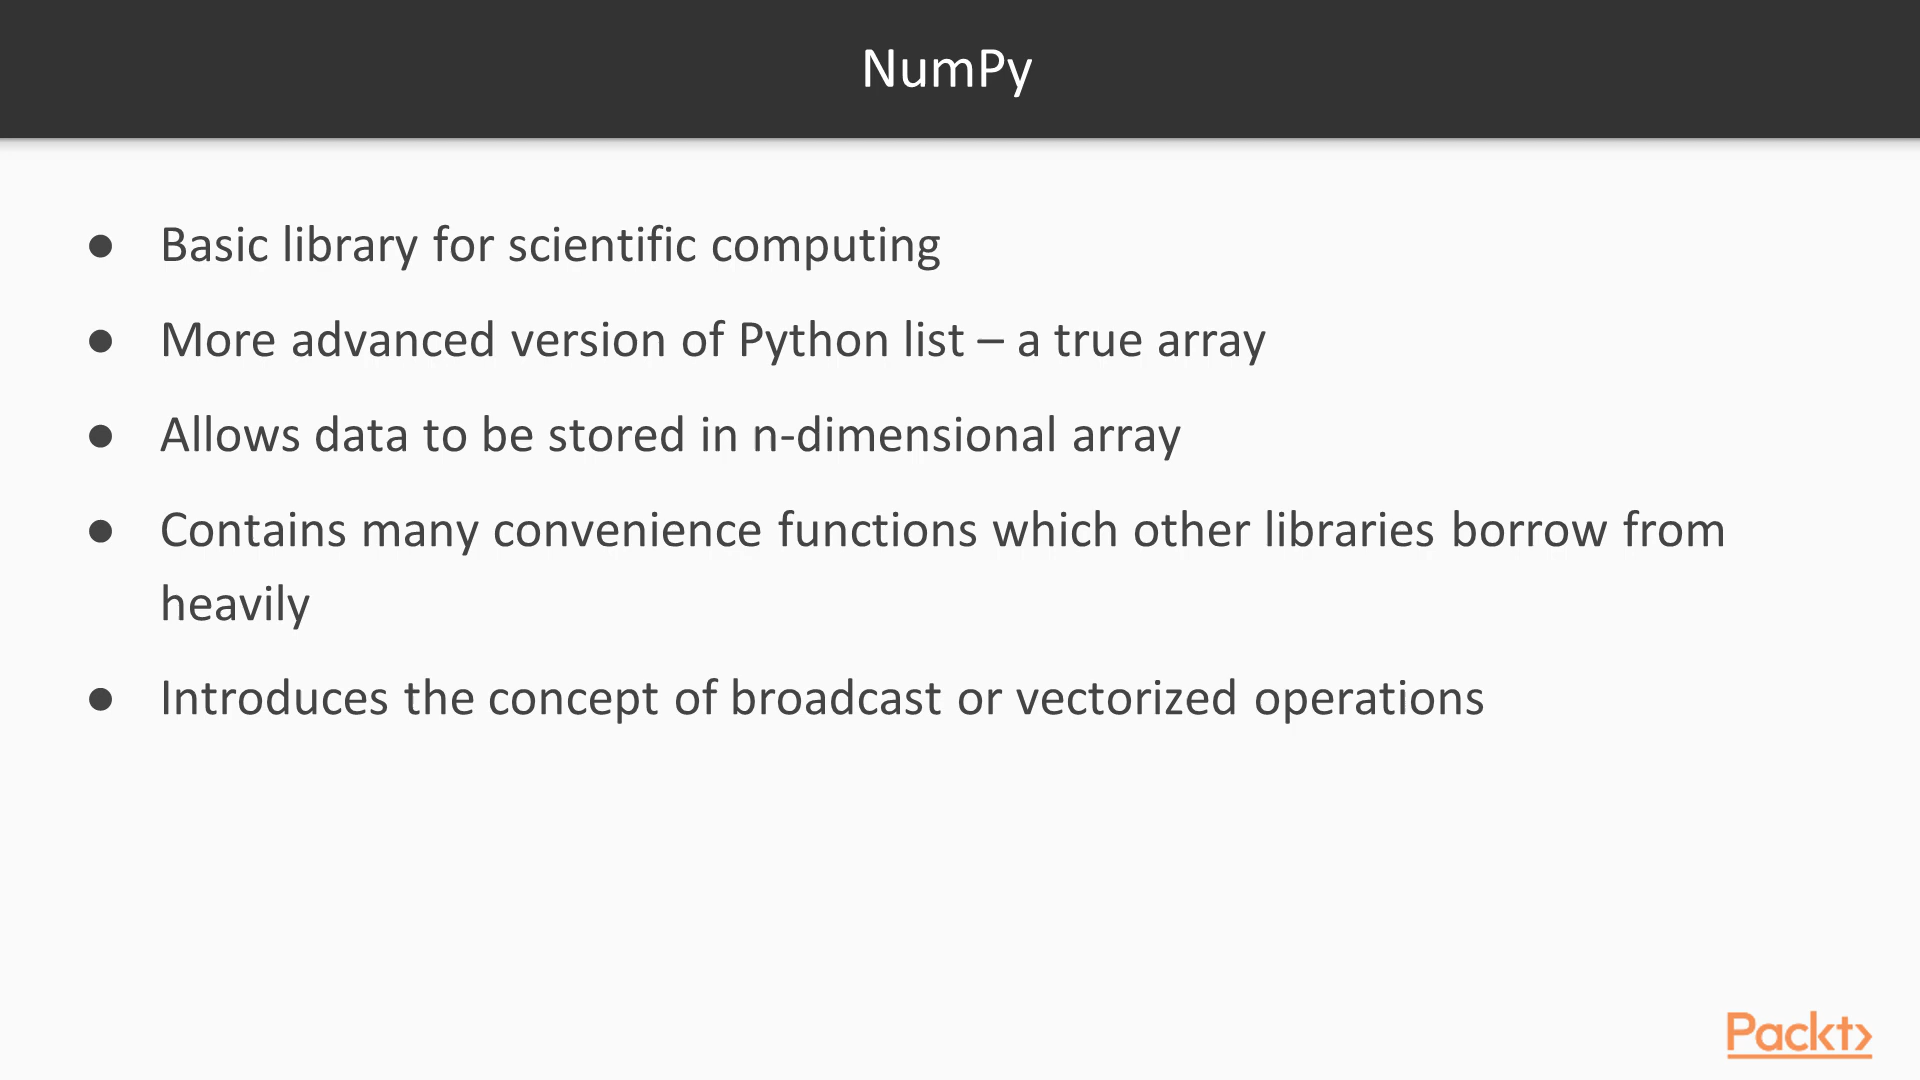 NumPy
● Basic library for scientific computing
● More advanced version of Python list – a true array
● Allows data to be stored in n-dimensional array
● Contains many convenience functions which other libraries borrow from
heavily
● Introduces the concept of broadcast or vectorized operations
Packt>